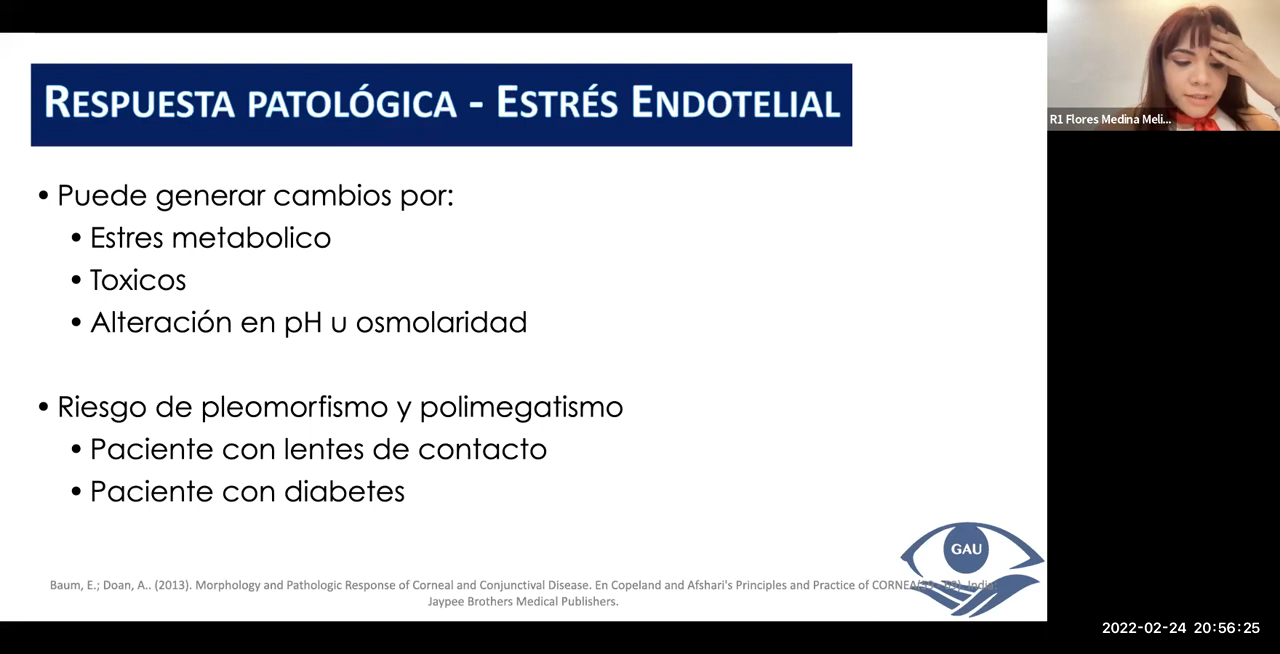 RESPUESTA PATOLÓGICA - ESTRÉS ENDOTELIAL
R1 Flores Medina Meli...
• Puede generar cambios por:
• Estres metabolico
• Toxicos
• Alteración en pH u osmolaridad
• Riesgo de pleomorfismo y polimegatismo
• Paciente con lentes de contacto
• Paciente con diabetes
GAU
Baum, E.; Doan, A.. (2013). Morphology and Pathologic Response of Corneal and Conjunctival Disease. En Copeland and Afshari's Principles and Practice of CORNEA
Jaypee Brothers Medical Publishers.
2022-02-24 20:56:25